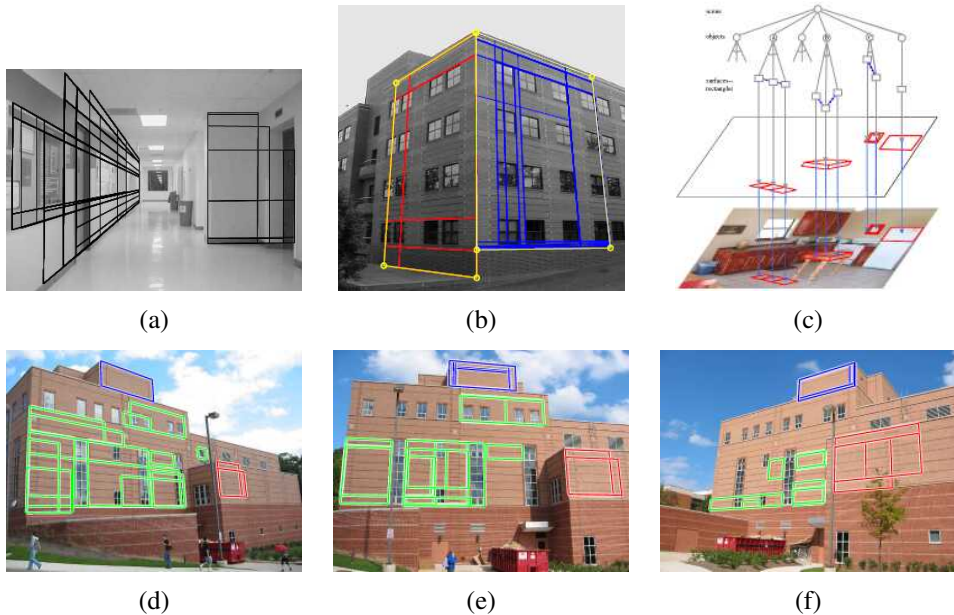 scene
objects
A
B
C
surfaces--
rectangles
(a)
(b)
(c)
(d)
(e)
(f)